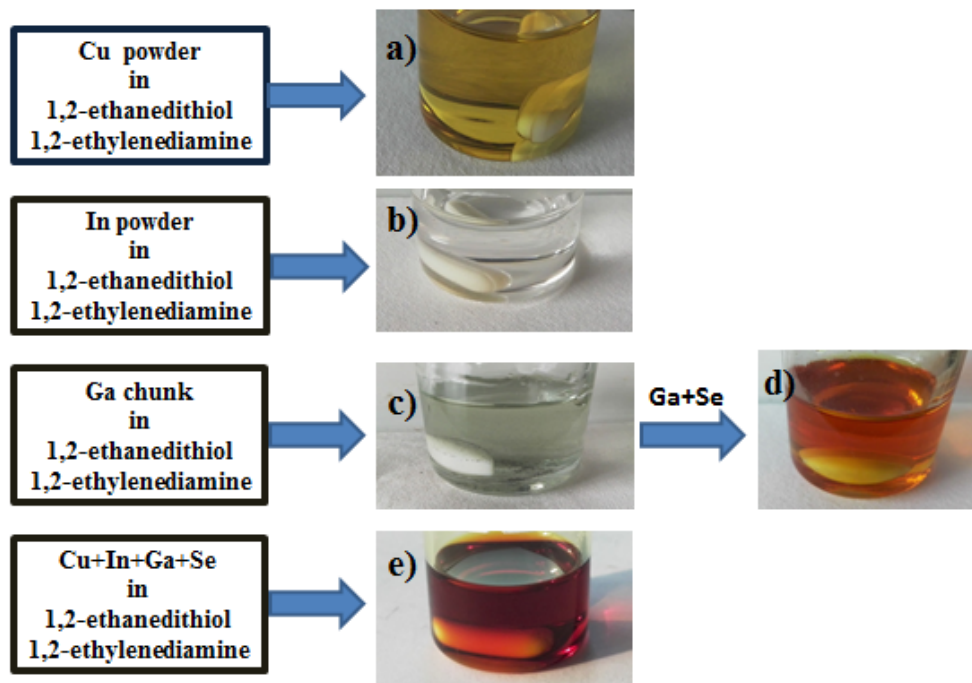 Cu powder
in
1,2-ethanedithiol
1,2-ethylenediamine
a)
In powder
in
1,2-ethanedithiol
1,2-ethylenediamine
b)
Ga chunk
in
1,2-ethanedithiol
1,2-ethylenediamine
c)
Ga+Se
d)
Cu+In+Ga+Se
in
1,2-ethanedithiol
1,2-ethylenediamine
e)